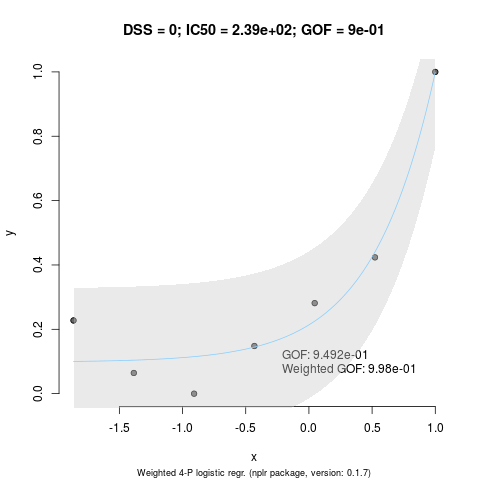 DSS = 0; IC50 = 2.39e+02; GOF = 9e-01
1.0
0.8
0.6
0.4
0.2
0.0
y
GOF: 9.492e-01
Weighted GOF: 9.98e-01
-1.5 -1.0 -0.5 0.0 0.5 1.0
x
Weighted 4-P logistic regr. (nplr package, version: 0.1.7)